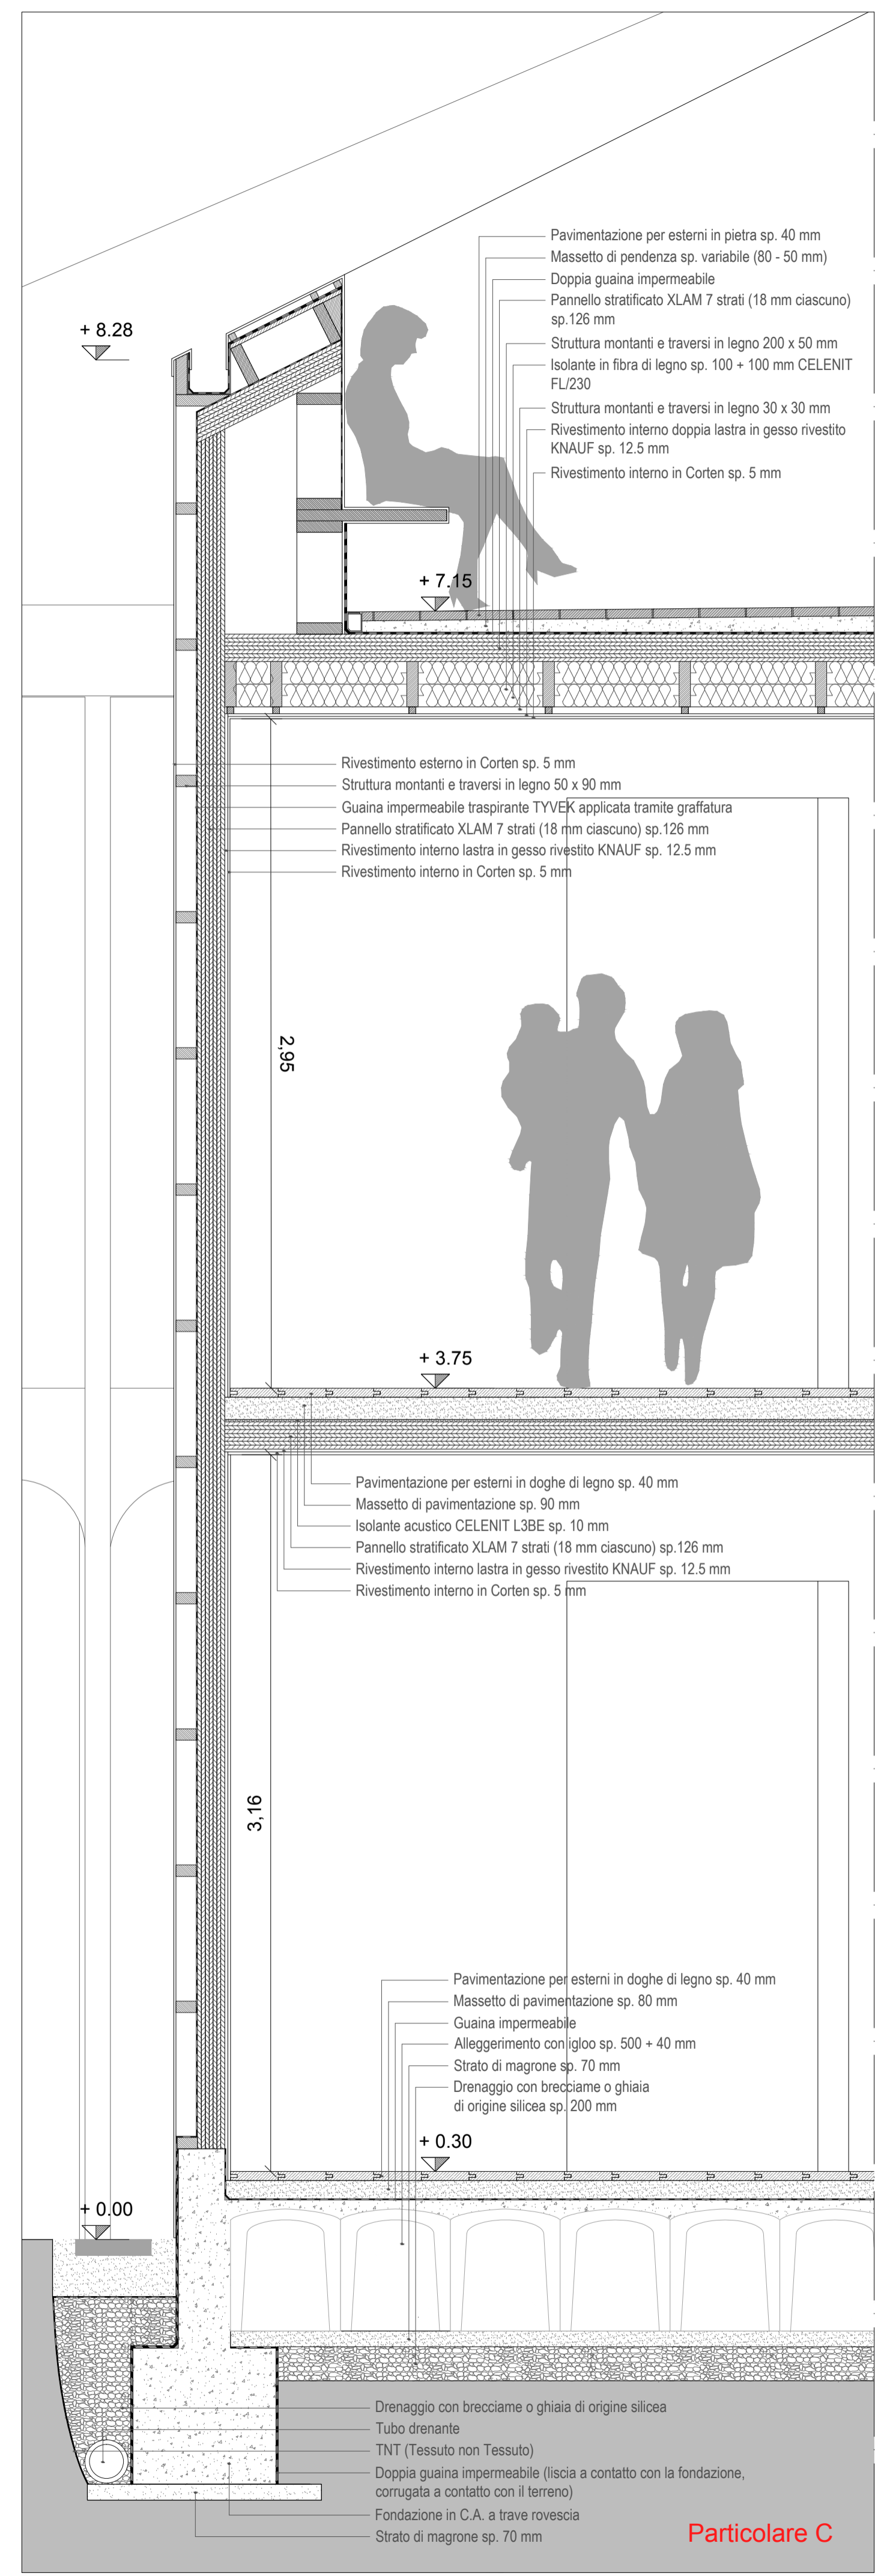 Pavimentazione per esterni in pietra sp. 40 mm
Massetto di pendenza sp. variabile (80 - 50 mm)
Doppia guaina impermeabile
Pannello stratificato XLAM 7 strati (18 mm ciascuno)
sp.126 mm
+ 8.28
Struttura montanti e traversi in legno 200 x 50 mm
Isolante in fibra di legno sp. 100 + 100 mm CELENIT
FL/230
Struttura montanti e traversi in legno 30 x 30 mm
Rivestimento interno doppia lastra in gesso rivestito
KNAUF sp. 12.5 mm
Rivestimento interno in Corten sp. 5 mm
+ 7.15
Rivestimento esterno in Corten sp. 5 mm
Struttura montanti e traversi in legno 50 x 90 mm
Guaina impermeabile traspirante TYVEK applicata tramite graffatura
Pannello stratificato XLAM 7 strati (18 mm ciascuno) sp.126 mm
Rivestimento interno lastra in gesso rivestito KNAUF sp. 12.5 mm
Rivestimento interno in Corten sp. 5 mm
2,95
+ 3.75
Pavimentazione per esterni in doghe di legno sp. 40 mm
Massetto di pavimentazione sp. 90 mm
Isolante acustico CELENIT L3BE sp. 10 mm
Pannello stratificato XLAM 7 strati (18 mm ciascuno) sp.126 mm
Rivestimento interno lastra in gesso rivestito KNAUF sp. 12.5 mm
Rivestimento interno in Corten sp. 5 mm
3,16
Pavimentazione per esterni in doghe di legno sp. 40 mm
Massetto di pavimentazione sp. 80 mm
Guaina impermeabile
Alleggerimento con igloo sp. 500 + 40 mm
Strato di magrone sp. 70 mm
Drenaggio con brecciame o ghiaia
di origine silicea sp. 200 mm
+ 0.30
+ 0.00
Drenaggio con brecciame o ghiaia di origine silicea
Tubo drenante
TNT (Tessuto non Tessuto)
Doppia guaina impermeabile (liscia a contatto con la fondazione,
corrugata a contatto con il terreno)
Fondazione in C.A. a trave rovescia
Strato di magrone sp. 70 mm
Particolare C